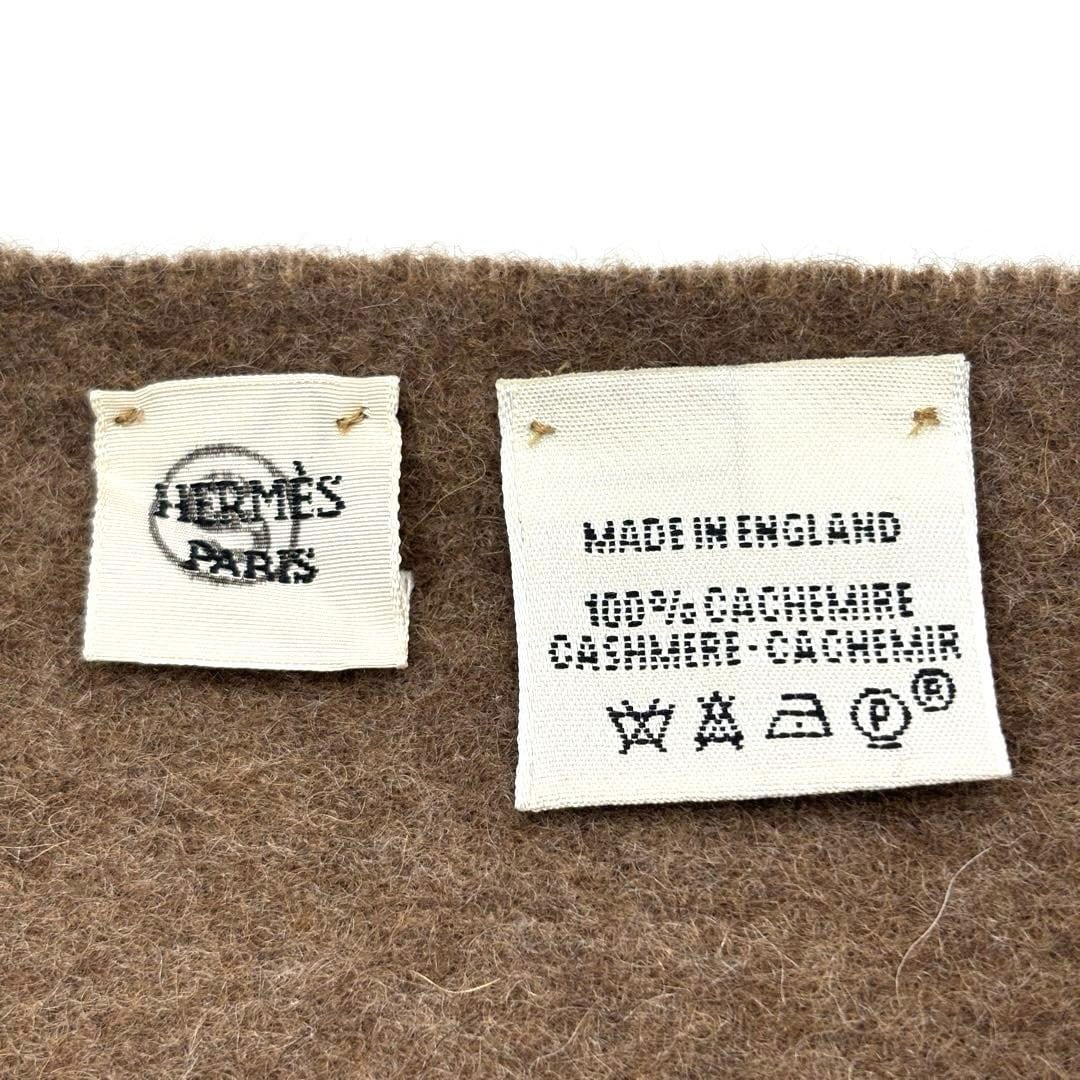 HERMÈS
PARIS
MADE IN ENGLAND
100% CACHEMIRE
CASHMERE-CACHEMIR
P ®